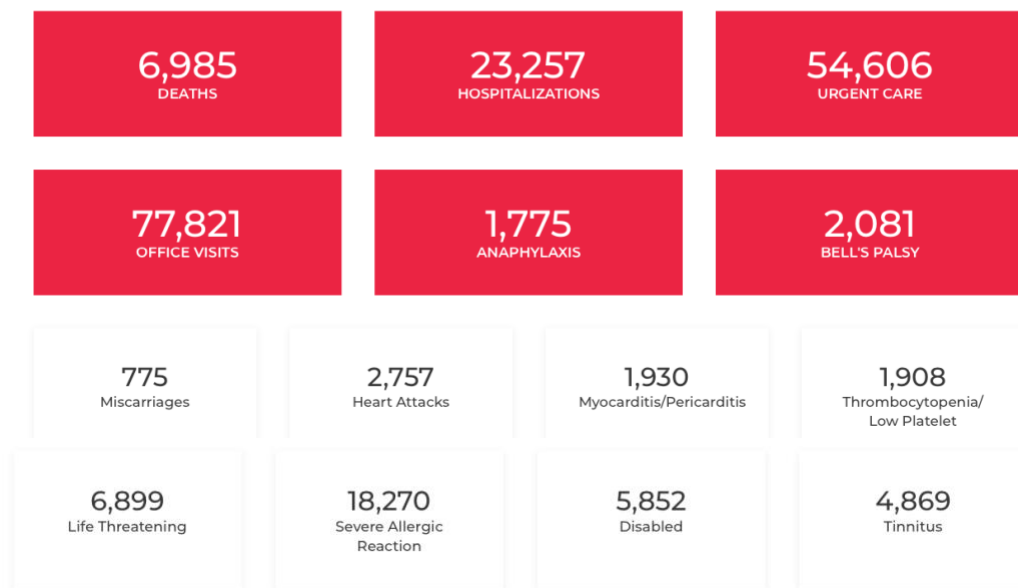 6,985
DEATHS
23,257
HOSPITALIZATIONS
54,606
URGENT CARE
77,821
OFFICE VISITS
1,775
ANAPHYLAXIS
2,081
BELL'S PALSY
775
Miscarriages
2,757
Heart Attacks
1,930
Myocarditis/Pericarditis
1,908
Thrombocytopenia/
Low Platelet
6,899
Life Threatening
18,270
Severe Allergic
Reaction
5,852
Disabled
4,869
Tinnitus